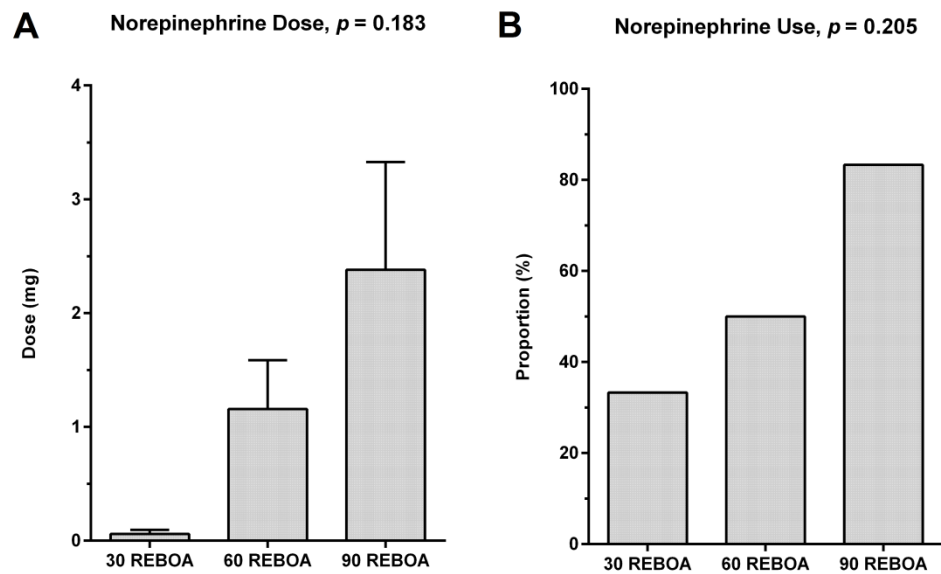 A
Norepinephrine Dose, p = 0.183
4
3
2
1
0
Dose (mg)
30 REBOA 60 REBOA 90 REBOA
B
Norepinephrine Use, p = 0.205
100
80
60
40
20
0
Proportion (%)
30 REBOA 60 REBOA 90 REBOA